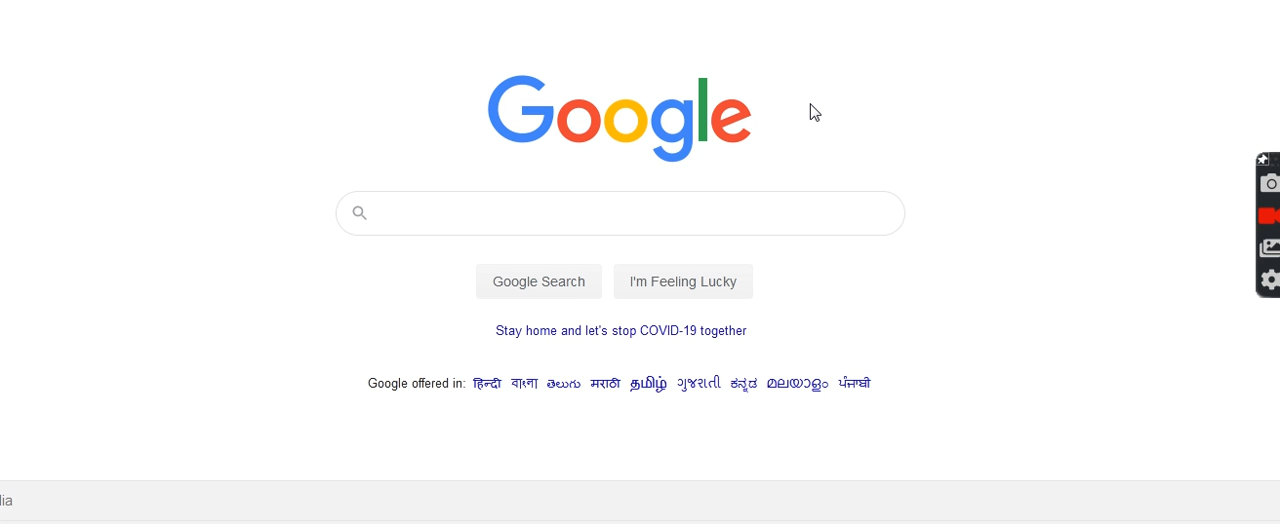 Google
Google Search I'm Feeling Lucky
Stay home and let's stop COVID-19 together
Google offered in: हिन्दी বাংলা తెలుగు मराठी தமிழ் ગુજરાતી ಕನ್ನಡ മലയാളം ਪੰਜਾਬੀ